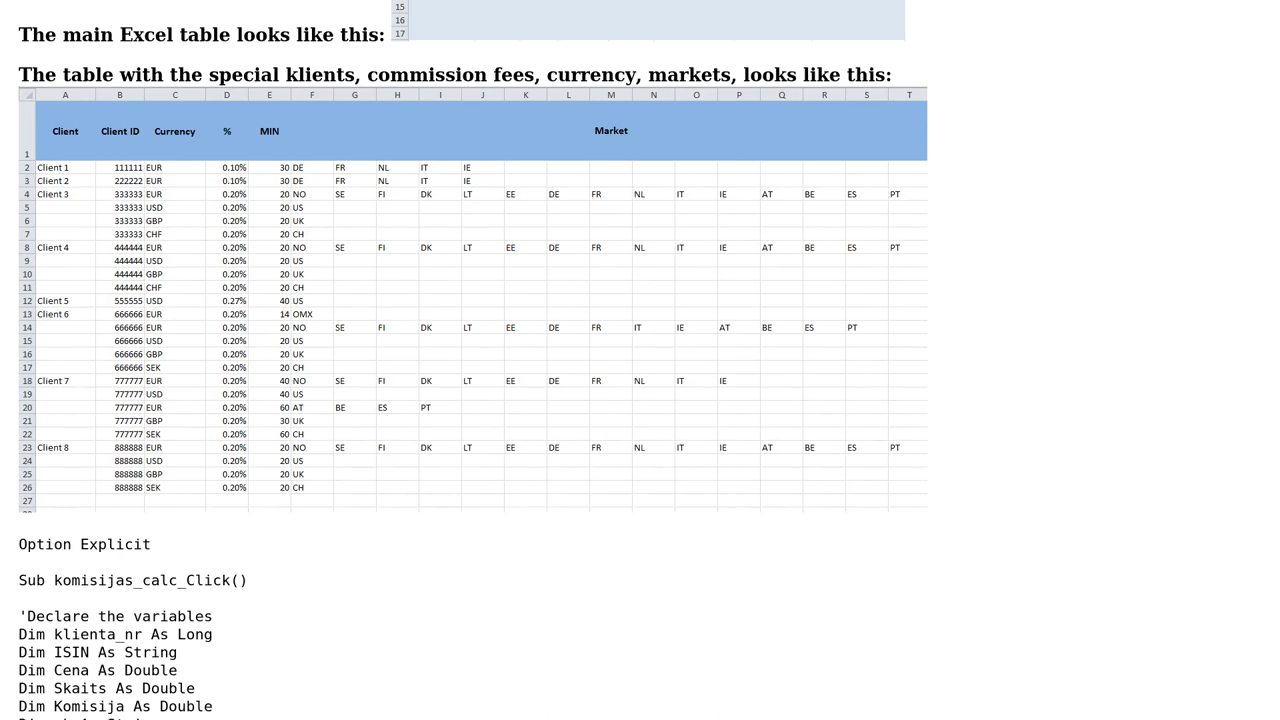 15
16
17
The main Excel table looks like this:
The table with the special klients, commission fees, currency, markets, looks like this:
A B C D E F G H I J K L M N O P Q R S T
1 Client Client ID Currency % MIN Market
2 Client 1 111111 EUR 0.10% 30 DE FR NL IT IE
3 Client 2 222222 EUR 0.10% 30 DE FR NL IT IE
4 Client 3 333333 EUR 0.20% 20 NO SE FI DK LT EE DE FR NL IT IE AT BE ES PT
5 333333 USD 0.20% 20 US
6 333333 GBP 0.20% 20 UK
7 333333 CHF 0.20% 20 CH
8 Client 4 444444 EUR 0.20% 20 NO SE FI DK LT EE DE FR NL IT IE AT BE ES PT
9 444444 USD 0.20% 20 US
10 444444 GBP 0.20% 20 UK
11 444444 CHF 0.20% 20 CH
12 Client 5 555555 USD 0.27% 40 US
13 Client 6 666666 EUR 0.20% 14 OMX
14 666666 EUR 0.20% 20 NO SE FI DK LT EE DE FR IT IE AT BE ES PT
15 666666 USD 0.20% 20 US
16 666666 GBP 0.20% 20 UK
17 666666 SEK 0.20% 20 CH
18 Client 7 777777 EUR 0.20% 40 NO SE FI DK LT EE DE FR NL IT IE
19 777777 USD 0.20% 40 US
20 777777 EUR 0.20% 60 AT BE ES PT
21 777777 GBP 0.20% 30 UK
22 777777 SEK 0.20% 60 CH
23 Client 8 888888 EUR 0.20% 20 NO SE FI DK LT EE DE FR NL IT IE AT BE ES PT
24 888888 USD 0.20% 20 US
25 888888 GBP 0.20% 20 UK
26 888888 SEK 0.20% 20 CH
27
Option Explicit
Sub komisijas_calc_Click()
'Declare the variables
Dim klienta_nr As Long
Dim ISIN As String
Dim Cena As Double
Dim Skaits As Double
Dim Komisija As Double